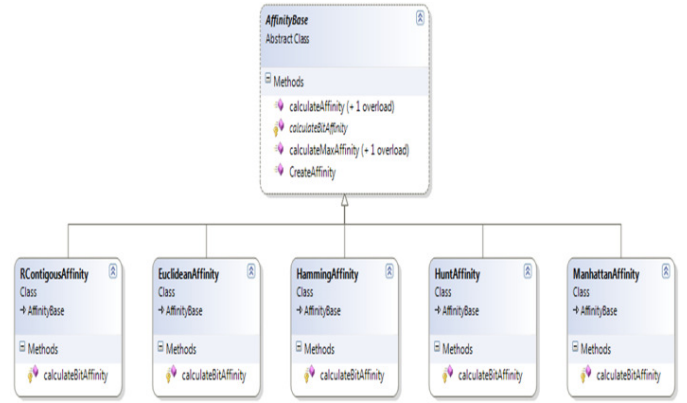 AffinityBase
Abstract Class
Methods
calculateAffinity (+ 1 overload)
calculateBitAffinity
calculateMaxAffinity (+ 1 overload)
CreateAffinity
RContigousAffinity
Class
AffinityBase
Methods
calculateBitAffinity
EuclideanAffinity
Class
AffinityBase
Methods
calculateBitAffinity
HammingAffinity
Class
AffinityBase
Methods
calculateBitAffinity
HuntAffinity
Class
AffinityBase
Methods
calculateBitAffinity
ManhattanAffinity
Class
AffinityBase
Methods
calculateBitAffinity